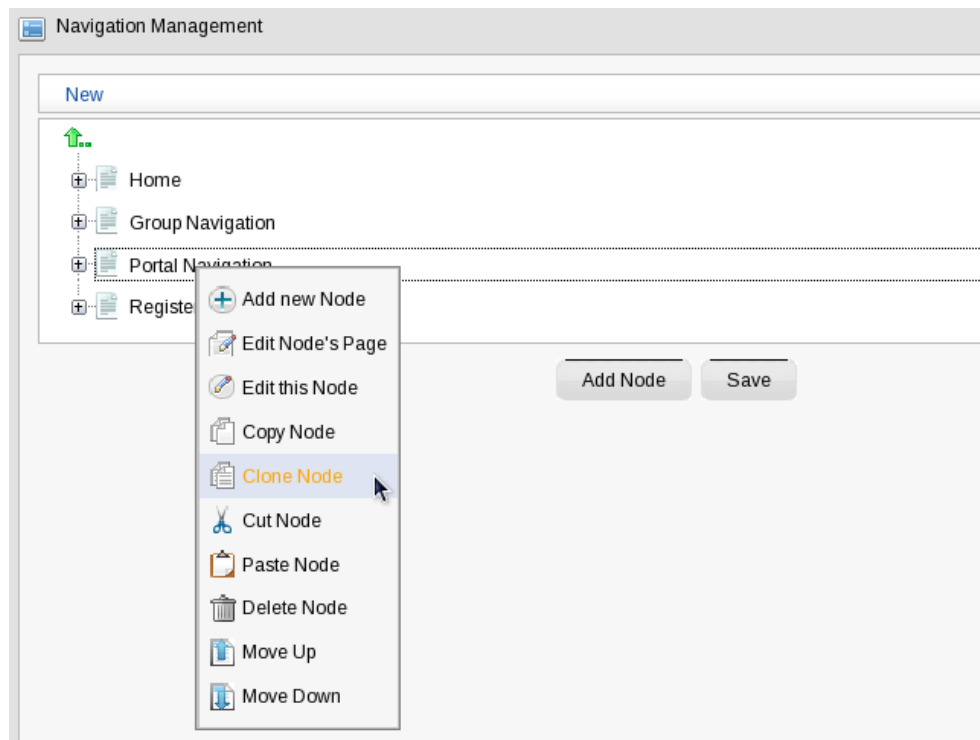 Navigation Management
New
Home
Group Navigation
Portal Navigation
Registe
Add new Node
Edit Node's Page
Edit this Node
Copy Node
Clone Node
Cut Node
Paste Node
Delete Node
Move Up
Move Down
Add Node
Save